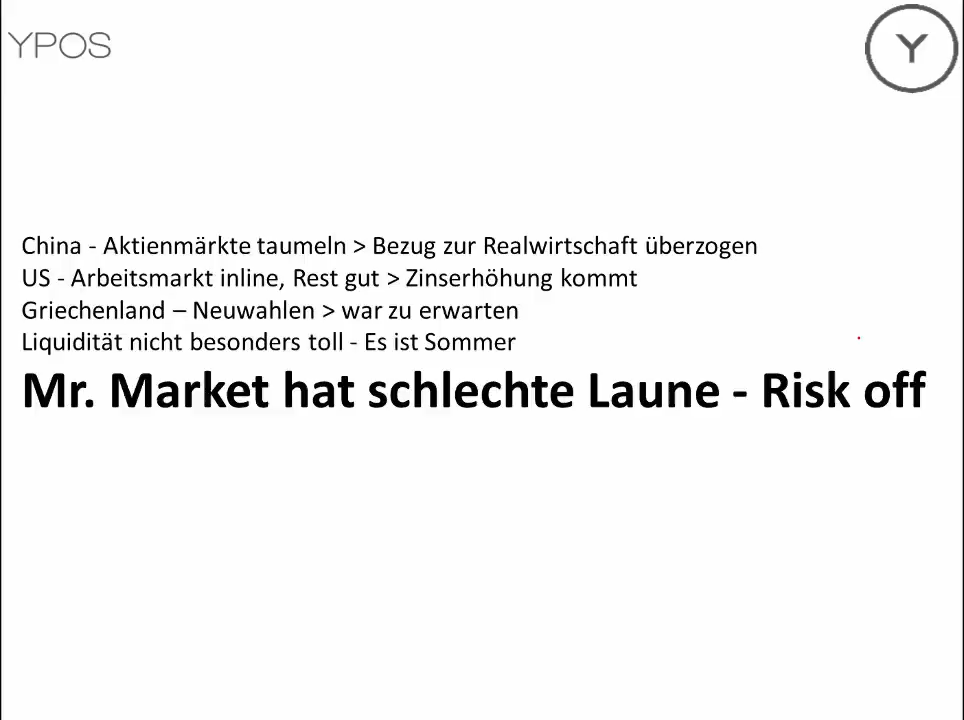 YPOS
Y
China - Aktienmärkte taumeln > Bezug zur Realwirtschaft überzogen
US - Arbeitsmarkt inline, Rest gut > Zinserhöhung kommt
Griechenland – Neuwahlen > war zu erwarten
Liquidität nicht besonders toll - Es ist Sommer
Mr. Market hat schlechte Laune - Risk off